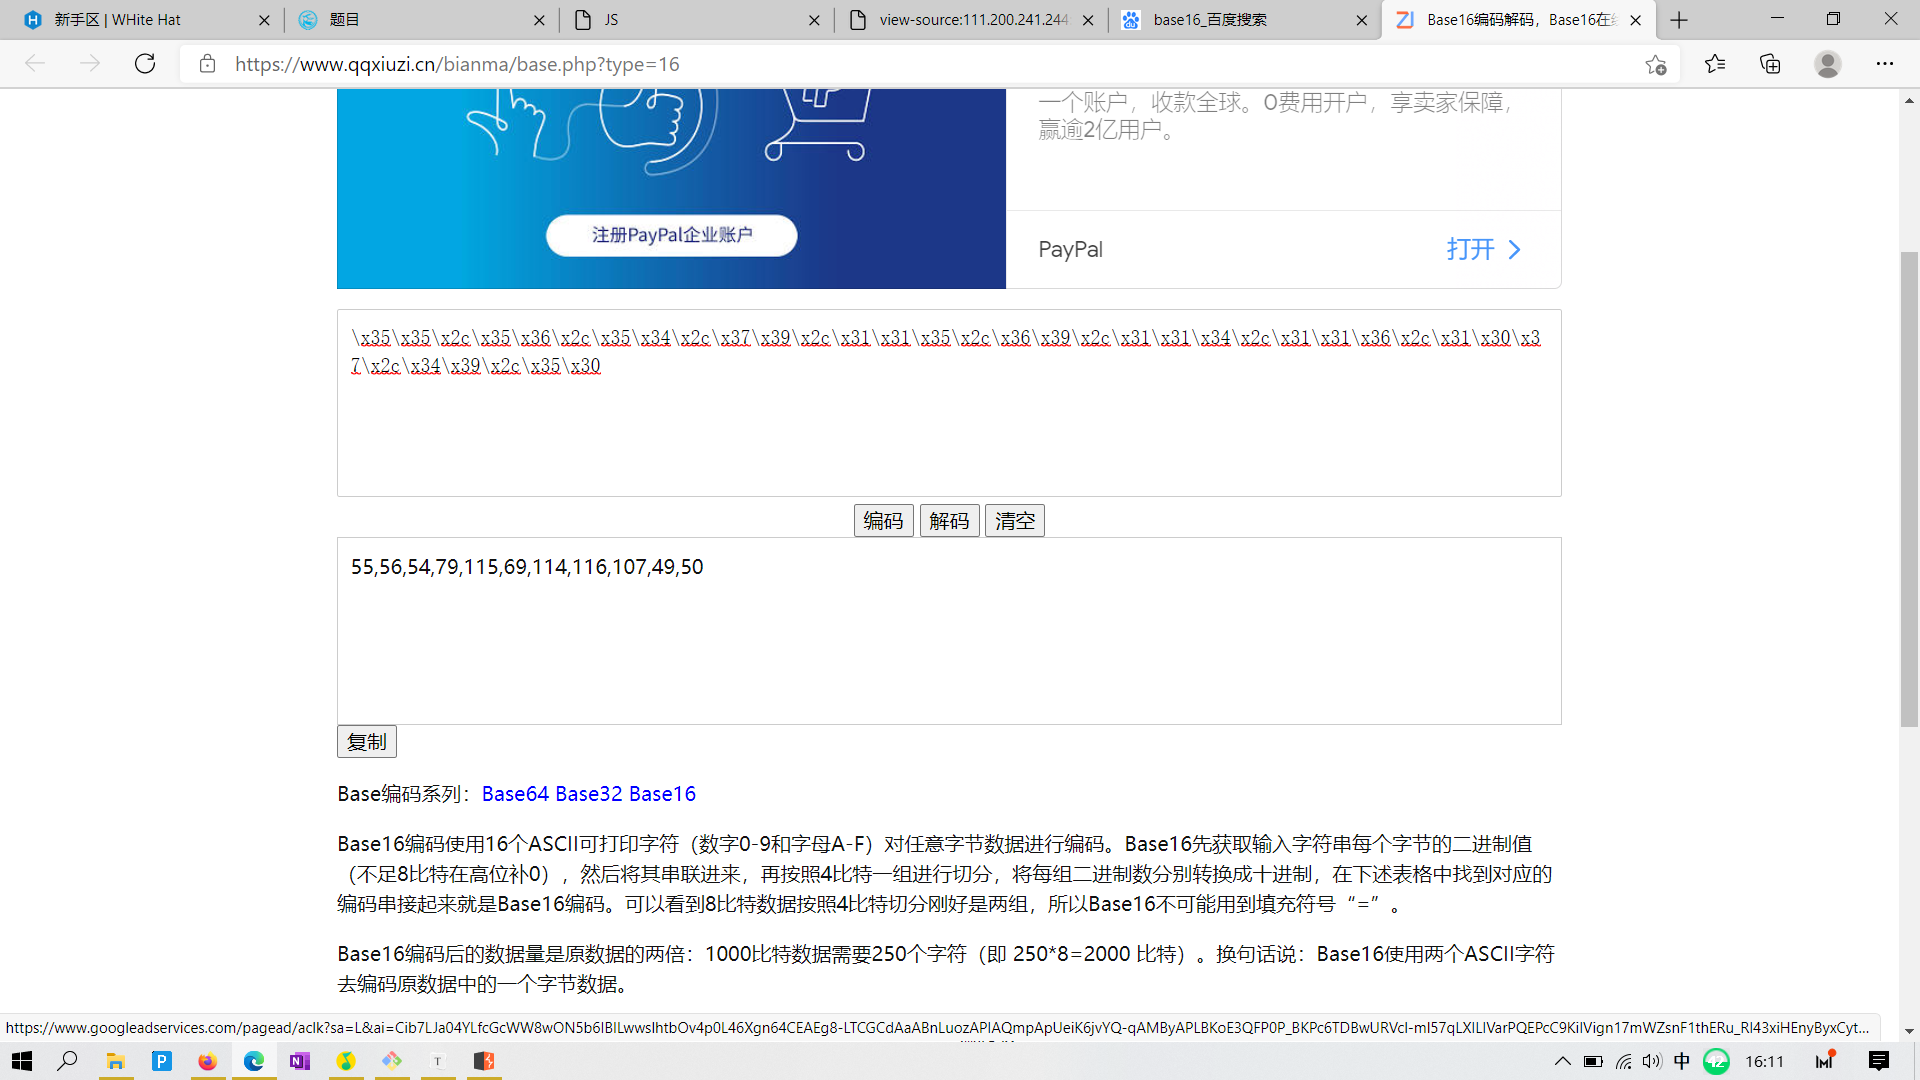 新手区 | WHite Hat
题目
JS
view-source:111.200.241.244
base16_百度搜索
Base16编码解码，Base16在线
https://www.qqxiuzi.cn/bianma/base.php?type=16
一个账户，收款全球。0费用开户，享卖家保障，
赢逾2亿用户。
注册PayPal企业账户
PayPal
打开
\x35\x35\x2c\x35\x36\x2c\x35\x34\x2c\x37\x39\x2c\x31\x31\x35\x2c\x36\x39\x2c\x31\x31\x34\x2c\x31\x31\x36\x2c\x31\x30\x3
7\x2c\x34\x39\x2c\x35\x30
编码 解码 清空
55,56,54,79,115,69,114,116,107,49,50
复制
Base编码系列：Base64 Base32 Base16
Base16编码使用16个ASCII可打印字符（数字0-9和字母A-F）对任意字节数据进行编码。Base16先获取输入字符串每个字节的二进制值
（不足8比特在高位补0），然后将其串联进来，再按照4比特一组进行切分，将每组二进制数分别转换成十进制，在下述表格中找到对应的
编码串接起来就是Base16编码。可以看到8比特数据按照4比特切分刚好是两组，所以Base16不可能用到填充符号“=”。
Base16编码后的数据量是原数据的两倍：1000比特数据需要250个字符（即 250*8=2000 比特）。换句话说：Base16使用两个ASCII字符
去编码原数据中的一个字节数据。
https://www.googleadservices.com/pagead/aclk?sa=L&ai=Cib7LJa04YLfcGcWW8wON5b6IBILwwsIhtbOv4p0L46Xgn64CEAEg8-LTCGCdAaABnLuozAPIAQmpApUeiK6jvYQ-qAMByAPLBKoE3QFP0P_BKPc6TDBwURVcI-mI57qLXILIVarPQEPcC9KiIVign17mWZsnF1thERu_RI43xiHEnyByxCyt...
中
42
16:11